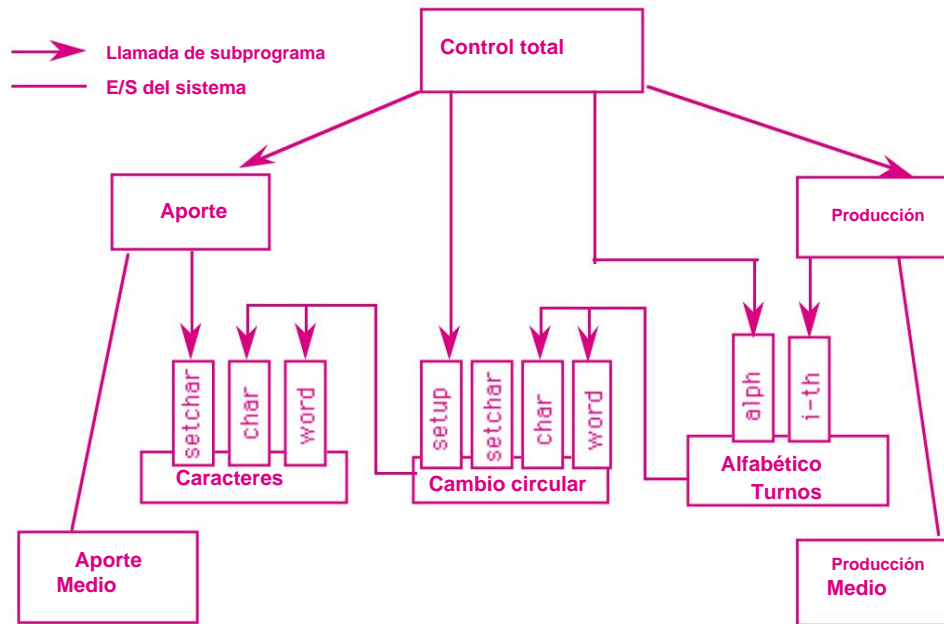 Control total
Llamada de subprograma
E/S del sistema
Aporte
Producción
setchar
char
word
setup
setchar
char
word
alph
i-th
Caracteres
Cambio circular
Alfabético
Turnos
Aporte
Medio
Producción
Medio